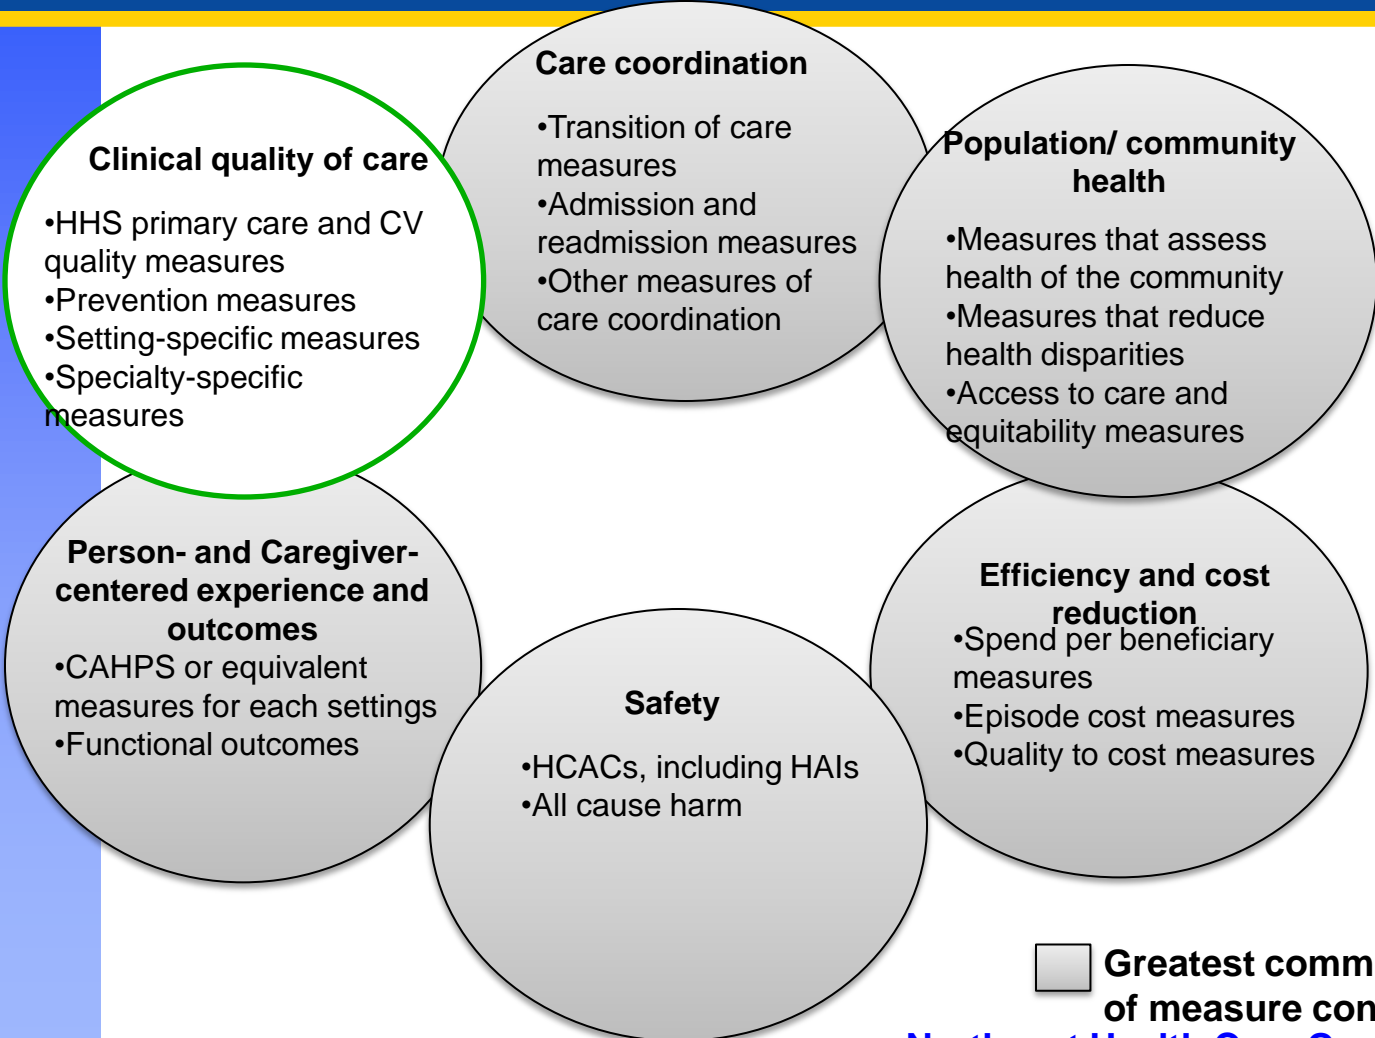 Care coordination
•Transition of care
measures
•Admission and
readmission measures
•Other measures of
care coordination
Clinical quality of care
•HHS primary care and CV
quality measures
•Prevention measures
•Setting-specific measures
•Specialty-specific
measures
Population/ community
health
•Measures that assess
health of the community
•Measures that reduce
health disparities
•Access to care and
equitability measures
Person- and Caregiver-
centered experience and
outcomes
•CAHPS or equivalent
measures for each settings
•Functional outcomes
Safety
•HCACs, including HAIs
•All cause harm
Efficiency and cost
reduction
•Spend per beneficiary
measures
•Episode cost measures
•Quality to cost measures
Greatest
of measure